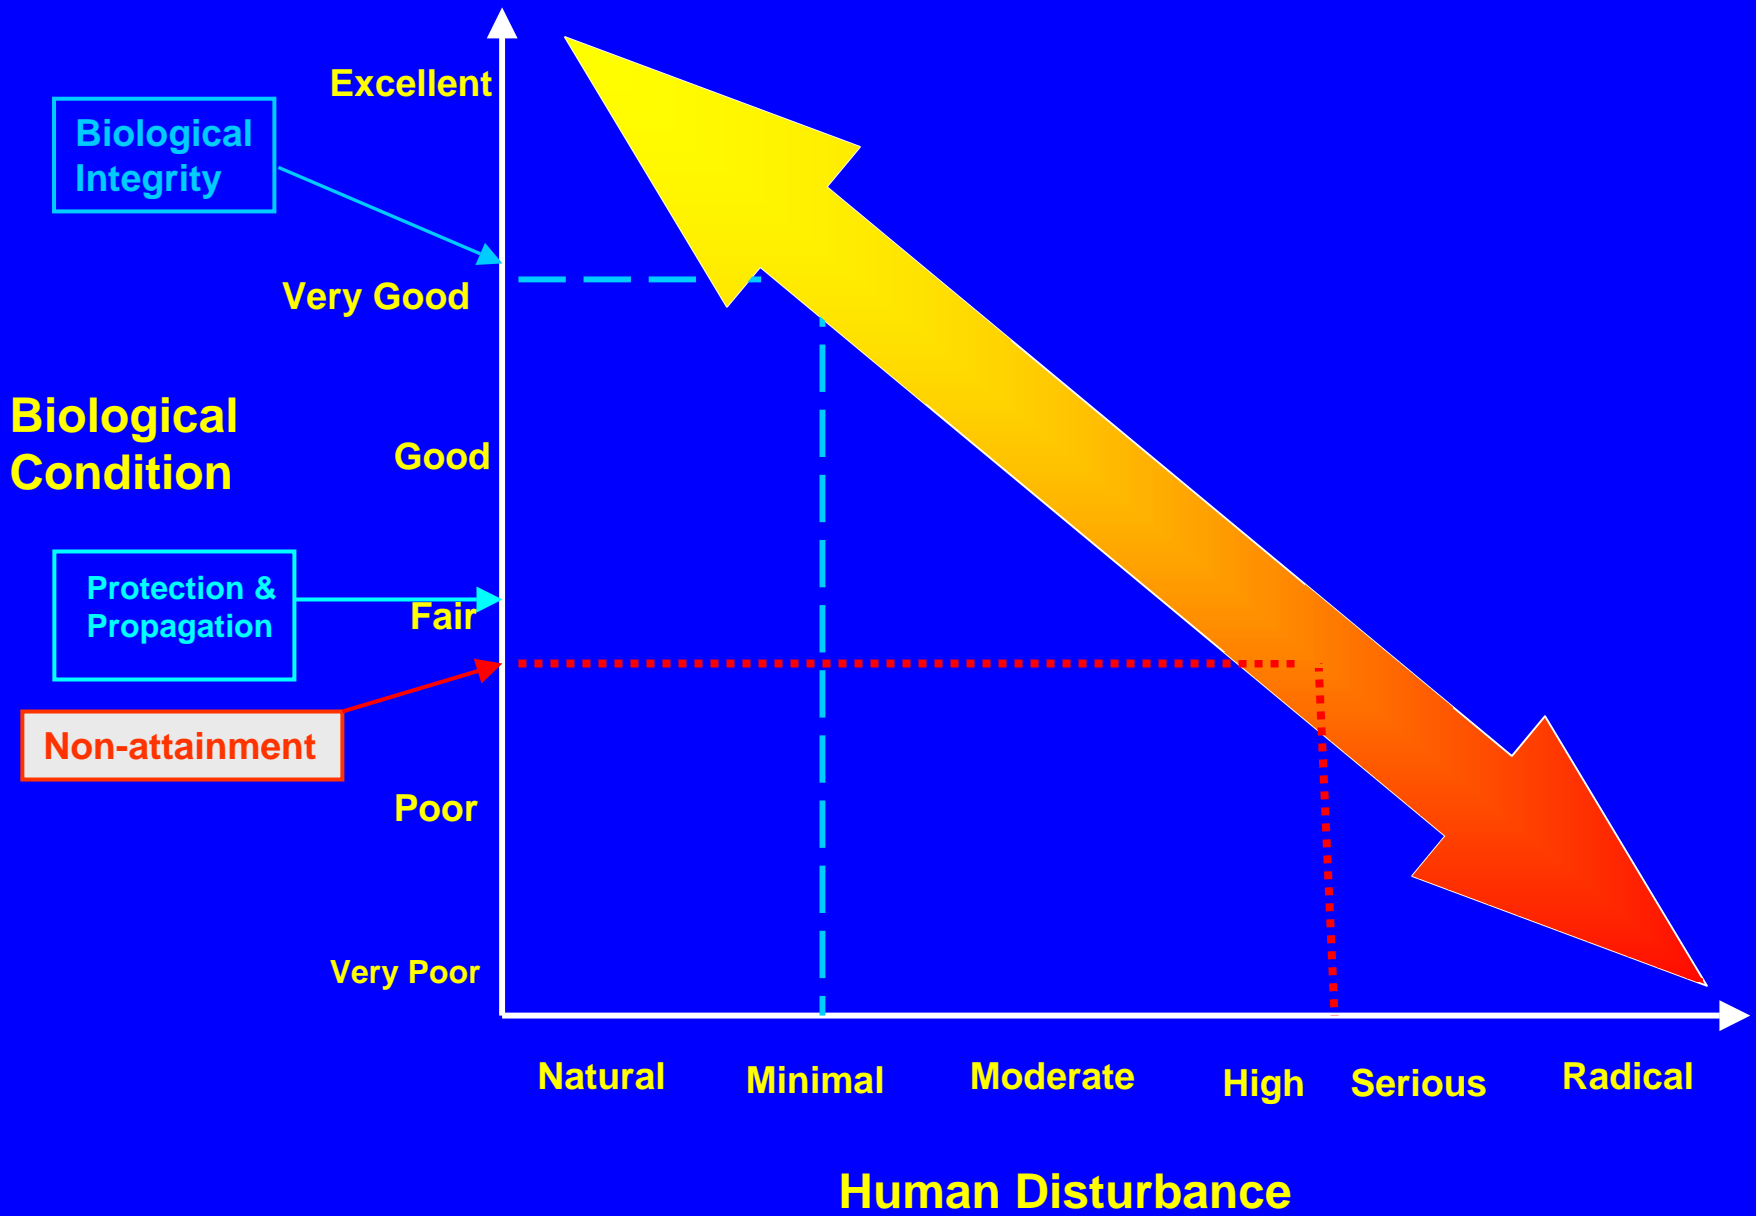 Excellent
Biological
Integrity
Very Good
Biological
Condition
Good
Protection &
Propagation
Fair
Non-attainment
Poor
Very Poor
Natural
Minimal
Moderate
High
Serious
Radical
Human Disturbance